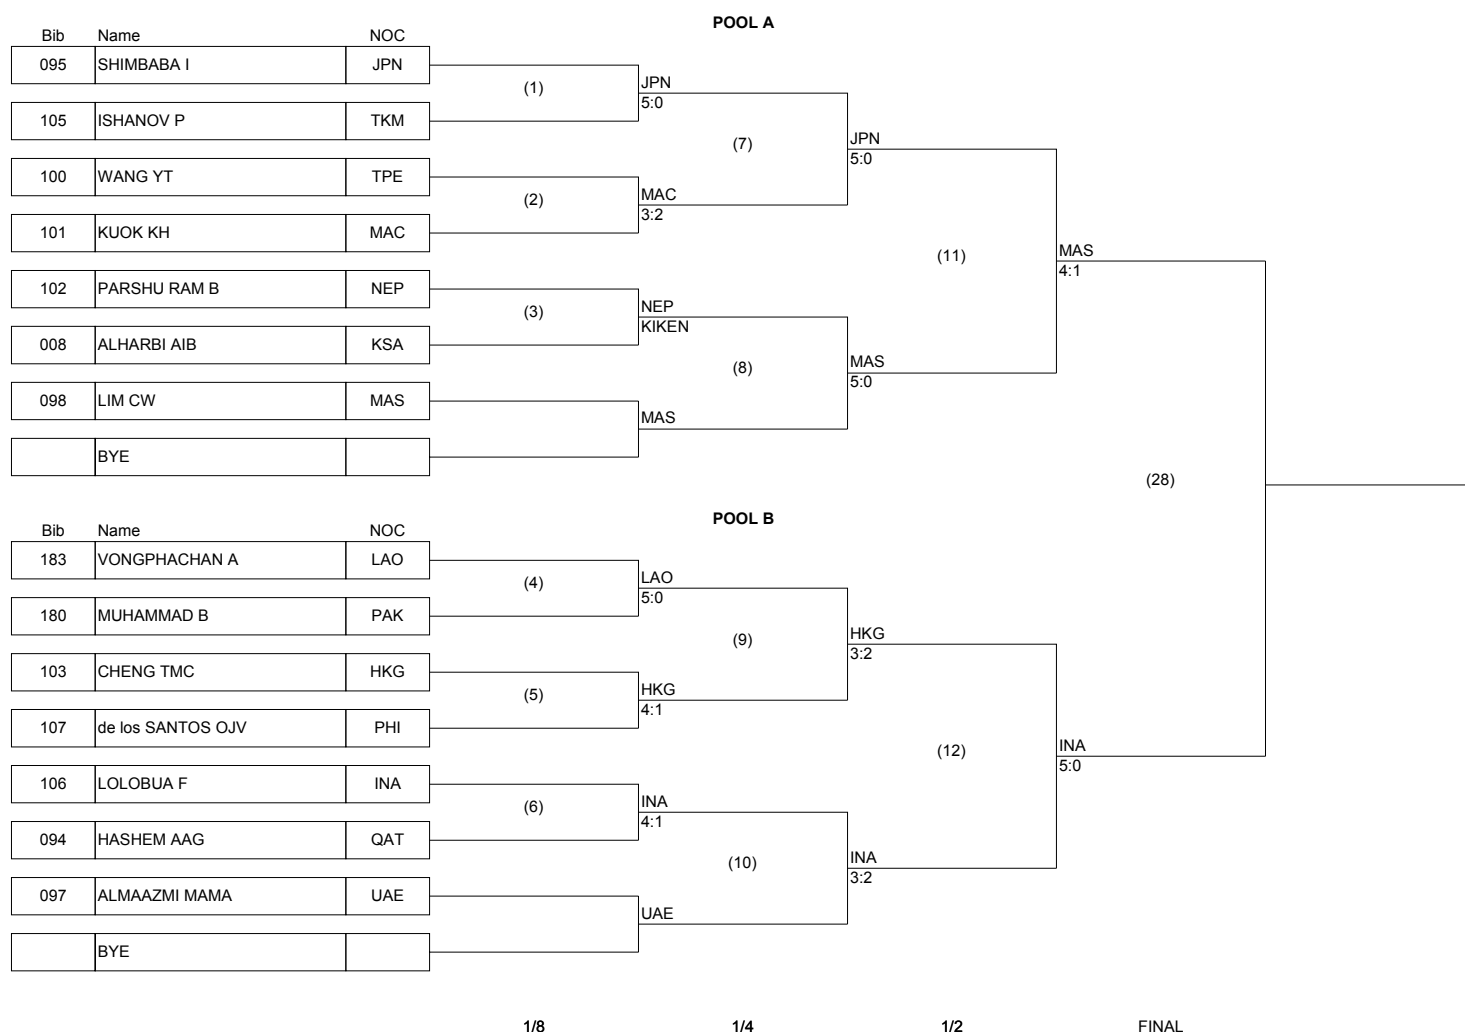 POOL A
Bib Name NOC
095 SHIMBABA I JPN
(1)
JPN
5:0
105 ISHANOV P TKM
(7)
JPN
5:0
100 WANG YT TPE
(2)
MAC
3:2
101 KUOK KH MAC
(11)
MAS
4:1
102 PARSHU RAM B NEP
(3)
NEP
KIKEN
008 ALHARBI AIB KSA
(8)
MAS
5:0
098 LIM CW MAS
MAS
BYE
(28)
POOL B
Bib Name NOC
183 VONGPHACHAN A LAO
(4)
LAO
5:0
180 MUHAMMAD B PAK
(9)
HKG
3:2
103 CHENG TMC HKG
(5)
HKG
4:1
107 de los SANTOS OJV PHI
(12)
INA
5:0
106 LOLOBUA F INA
(6)
INA
4:1
094 HASHEM AAG QAT
(10)
INA
3:2
097 ALMAAZMI MAMA UAE
UAE
BYE
1/8 1/4 1/2 FINAL